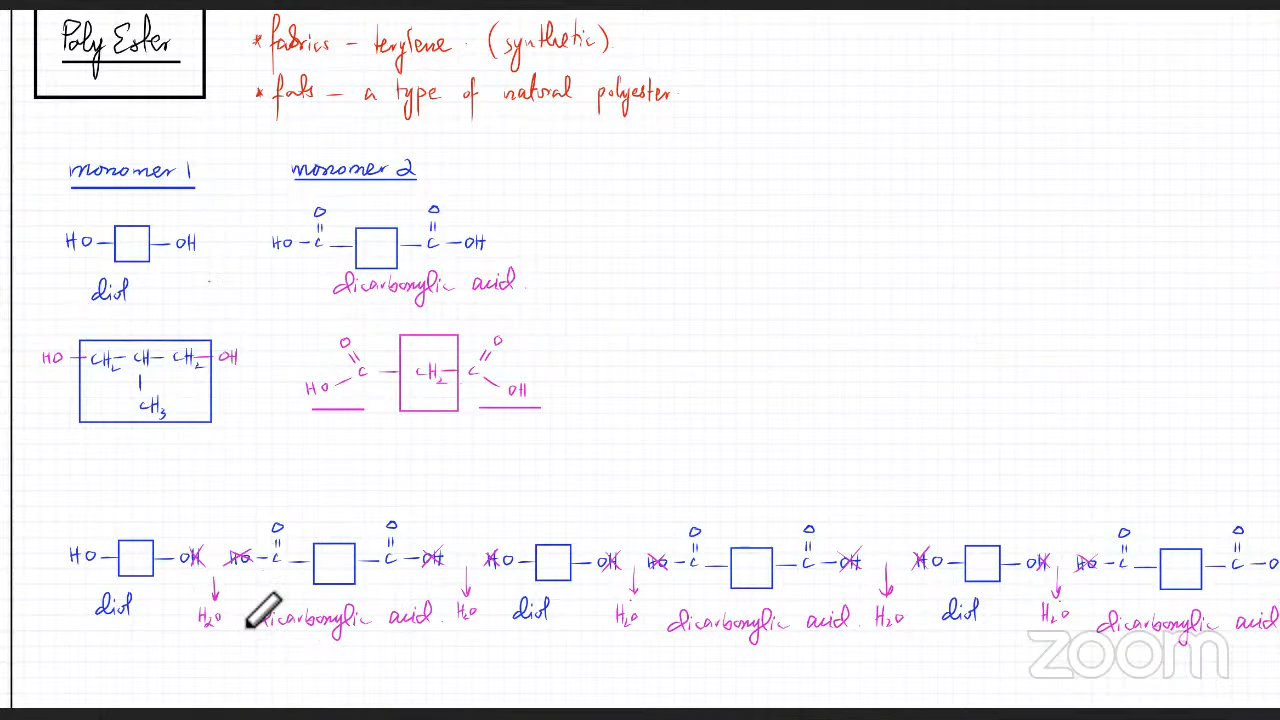 Poly Ester
* fabrics - terylene. (synthetic).
* fats - a type of natural polyester.
monomer 1 monomer 2
O O
HO OH HO-C C-OH
diol dicarboxylic acid.
O O
HO-CH2-CH-CH2-OH C CH2 C
HO OH
CH3
O O O O O O
HO OH HO-C C-OH HO OH HO-C C-OH HO OH HO-C C-O
diol H2O dicarboxylic acid. H2O diol H2O dicarboxylic acid. H2O diol H2O dicarboxylic acid
zoom